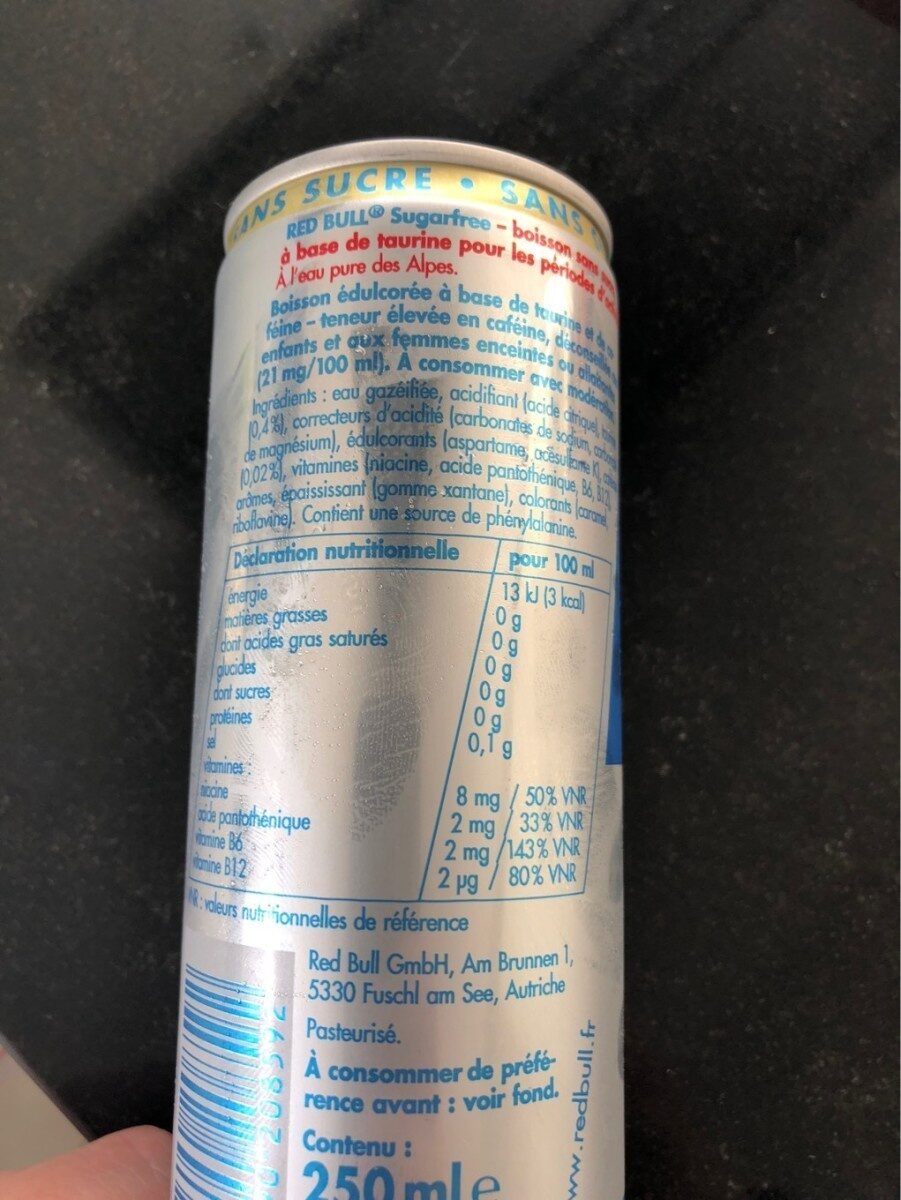 SANS SUCRE • SANS
RED BULL® Sugarfree – boisson sans
à base de taurine pour les périodes
À l'eau pure des Alpes.
Boisson édulcorée à base de taurine et de
féine – teneur élevée en caféine, déconseillée
enfants et aux femmes enceintes ou allaitantes
(21 mg/100 ml). À consommer avec modération
Ingrédients : eau gazéifiée, acidifiant (acide citrique),
(0,4%), correcteurs d'acidité (carbonates de sodium,
de magnésium), édulcorants (aspartame, acésulfame K),
(0,02%), vitamines (niacine, acide pantothénique, B6, B12),
arômes, épaississant (gomme xantane), colorants (caramel,
riboflavine). Contient une source de phénylalanine.
Déclaration nutritionnelle pour 100 ml
énergie 13 kJ (3 kcal)
matières grasses 0 g
dont acides gras saturés 0 g
glucides 0 g
dont sucres 0 g
protéines 0 g
sel 0,1 g
vitamines :
niacine 8 mg / 50% VNR
acide pantothénique 2 mg / 33% VNR
vitamine B6 2 mg / 143% VNR
vitamine B12 2 µg / 80% VNR
VNR : valeurs nutritionnelles de référence
Red Bull GmbH, Am Brunnen 1,
5330 Fuschl am See, Autriche
Pasteurisé.
À consommer de préfé-
rence avant : voir fond.
Contenu :
250 ml e
www.redbull.fr